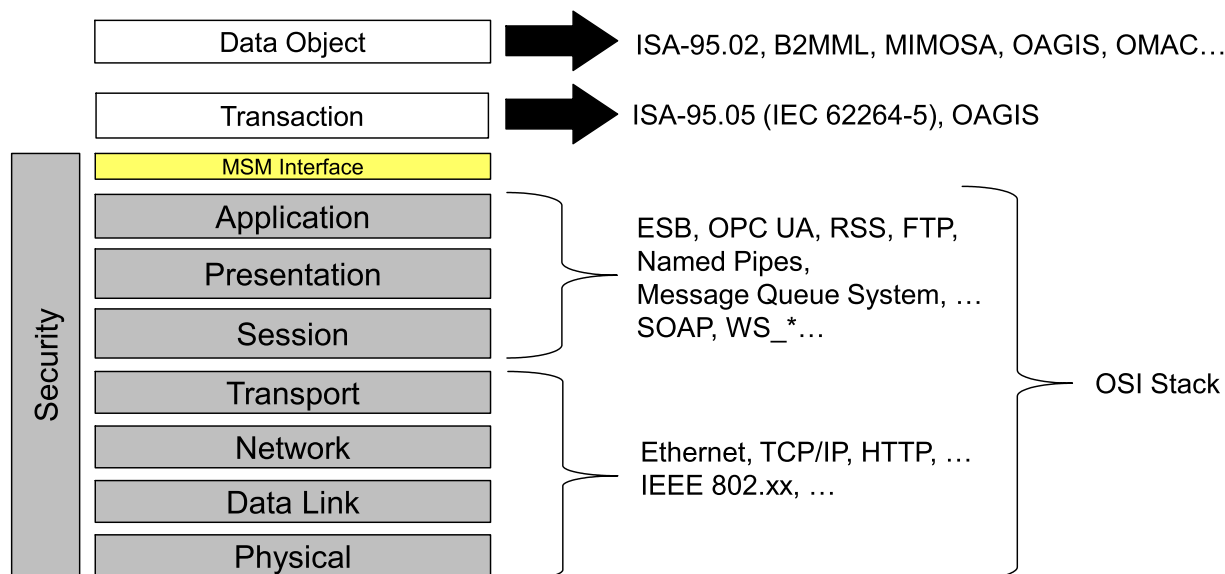 Data Object
ISA-95.02, B2MML, MIMOSA, OAGIS, OMAC…
Transaction
ISA-95.05 (IEC 62264-5), OAGIS
MSM Interface
Security
Application
Presentation
Session
ESB, OPC UA, RSS, FTP,
Named Pipes,
Message Queue System, …
SOAP, WS_*…
Transport
Network
Data Link
Physical
Ethernet, TCP/IP, HTTP, …
IEEE 802.xx, …
OSI Stack